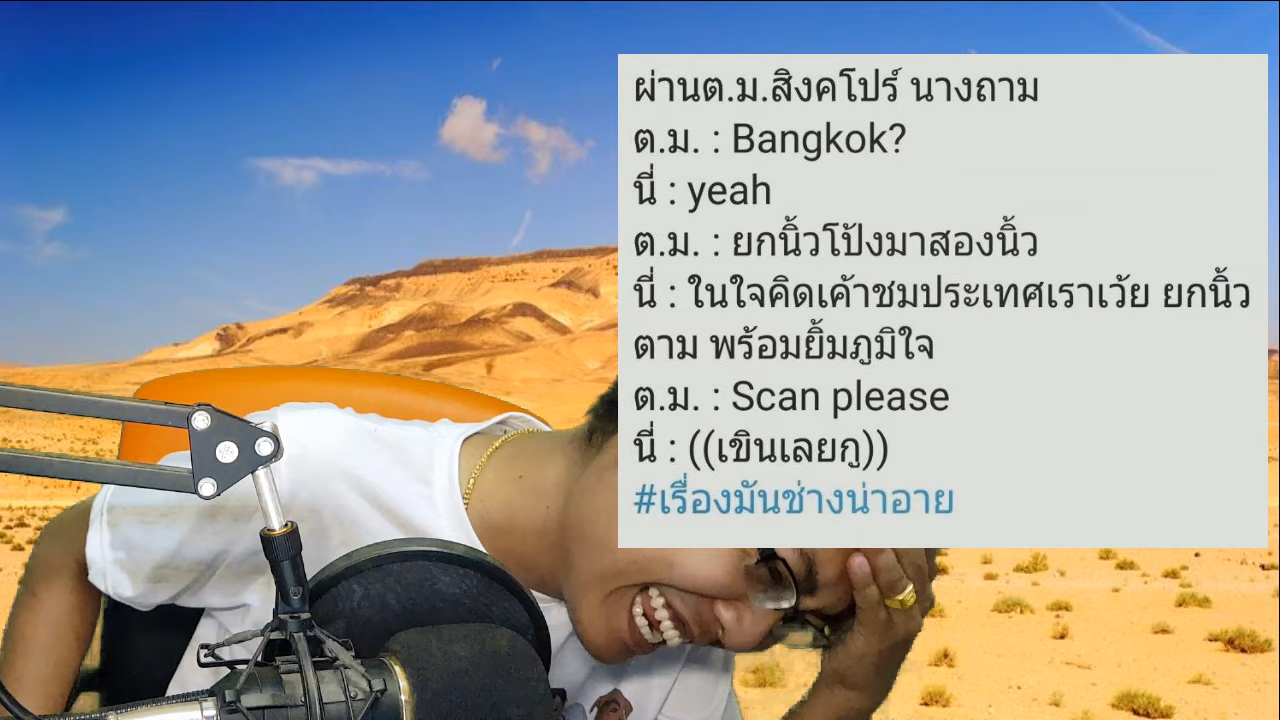 ผ่านต.ม.สิงคโปร์ นางถาม
ต.ม. : Bangkok?
นี่ : yeah
ต.ม. : ยกนิ้วโป้งมาสองนิ้ว
นี่ : ในใจคิดเค้าชมประเทศเราเว้ย ยกนิ้ว
ตาม พร้อมยิ้มภูมิใจ
ต.ม. : Scan please
นี่ : ((เขินเลยกู))
#เรื่องมันช่างน่าอาย